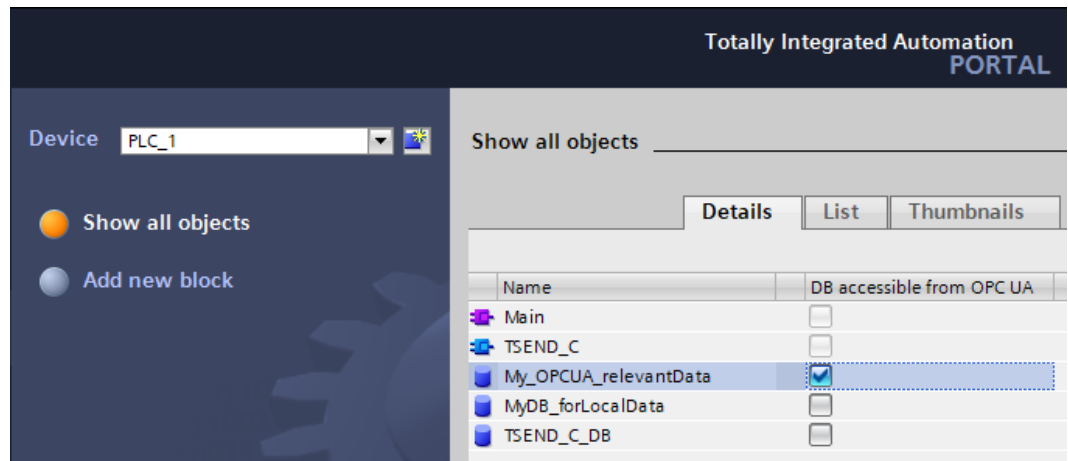 Totally Integrated Automation
PORTAL
Device PLC_1
Show all objects
Add new block
Show all objects
Details List Thumbnails
Name DB accessible from OPC UA
Main
TSEND_C
My_OPCUA_relevantData
MyDB_forLocalData
TSEND_C_DB